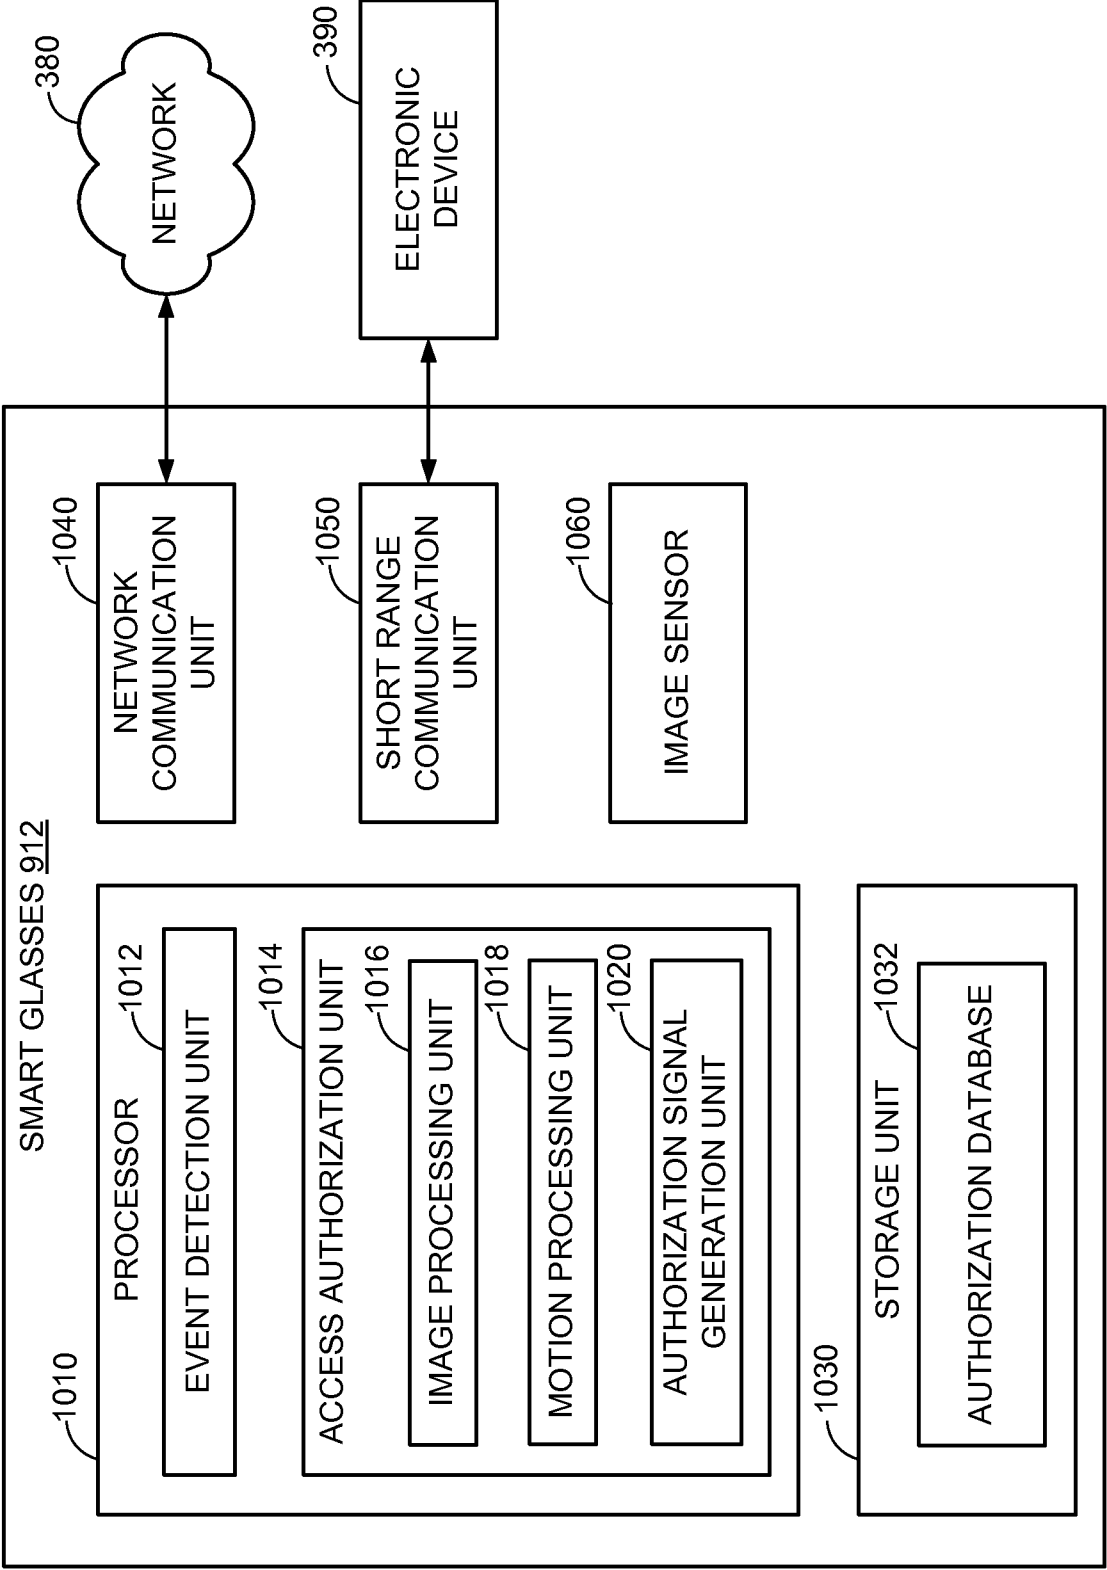 SMART GLASSES 912
1010
PROCESSOR
1012
EVENT DETECTION UNIT
1014
ACCESS AUTHORIZATION UNIT
1016
IMAGE PROCESSING UNIT
1018
MOTION PROCESSING UNIT
1020
AUTHORIZATION SIGNAL
GENERATION UNIT
1030
STORAGE UNIT
1032
AUTHORIZATION DATABASE
1040
NETWORK
COMMUNICATION
UNIT
1050
SHORT RANGE
COMMUNICATION
UNIT
1060
IMAGE SENSOR
380
NETWORK
390
ELECTRONIC
DEVICE